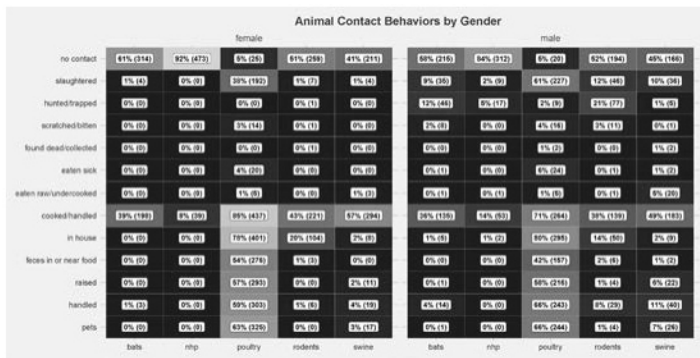 Animal Contact Behaviors by Gender
female male
no contact 61% (314) 92% (473) 5% (25) 51% (259) 41% (211) 58% (215) 84% (312) 5% (20) 52% (194) 45% (166)
slaughtered 1% (4) 0% (0) 38% (192) 1% (7) 1% (4) 9% (35) 2% (9) 61% (227) 12% (46) 10% (36)
hunted/trapped 0% (0) 0% (0) 0% (0) 0% (1) 0% (0) 12% (46) 5% (17) 2% (9) 21% (77) 1% (5)
scratched/bitten 0% (0) 0% (0) 3% (14) 0% (1) 0% (0) 2% (8) 0% (0) 4% (16) 3% (11) 0% (1)
found dead/collected 0% (0) 0% (0) 0% (0) 0% (1) 0% (0) 0% (0) 0% (0) 1% (2) 0% (0) 1% (2)
eaten sick 0% (0) 0% (0) 4% (20) 0% (0) 0% (0) 0% (1) 0% (0) 6% (24) 0% (1) 1% (2)
eaten raw/undercooked 0% (0) 0% (0) 1% (6) 0% (0) 1% (3) 0% (1) 0% (1) 1% (5) 0% (1) 5% (20)
cooked/handled 39% (198) 8% (39) 85% (437) 43% (221) 57% (294) 36% (135) 14% (53) 71% (264) 38% (139) 49% (183)
in house 0% (0) 0% (0) 78% (401) 20% (104) 2% (8) 1% (5) 1% (2) 80% (295) 14% (50) 2% (9)
feces in or near food 0% (0) 0% (0) 54% (276) 1% (3) 0% (0) 0% (0) 0% (0) 42% (157) 2% (6) 1% (2)
raised 0% (0) 0% (0) 57% (293) 0% (0) 2% (11) 0% (1) 0% (0) 58% (216) 1% (4) 6% (22)
handled 1% (3) 0% (0) 59% (303) 1% (6) 4% (19) 4% (14) 0% (0) 66% (243) 8% (29) 11% (40)
pets 0% (0) 0% (0) 63% (325) 0% (0) 3% (17) 0% (1) 0% (0) 66% (244) 1% (4) 7% (26)
bats nhp poultry rodents swine bats nhp poultry rodents swine